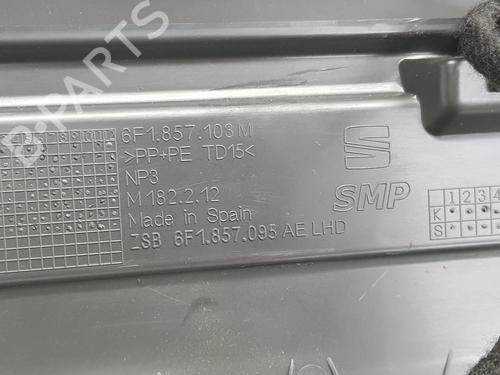 B-PARTS
6F1.857.103 M
>PP+PE TD15<
NP3
M 182.2.12
Made in Spain
ZSB 6F1.857.095 AE LHD
SMP
1 2 3 4
K
S